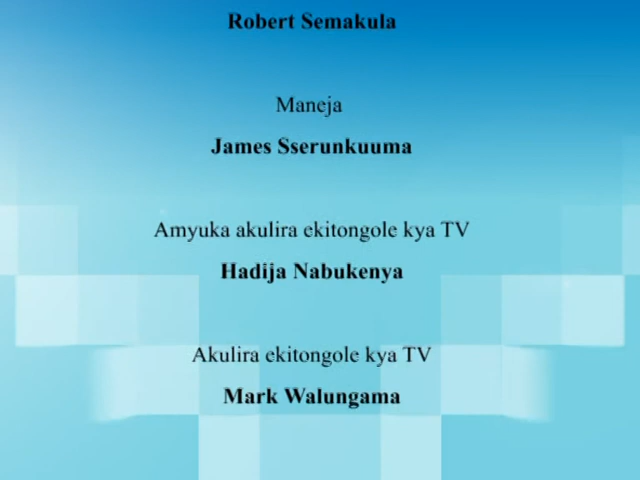 Robert Semakula
Maneja
James Sserunkuuma
Amyuka akulira ekitongole kya TV
Hadija Nabukenya
Akulira ekitongole kya TV
Mark Walungama